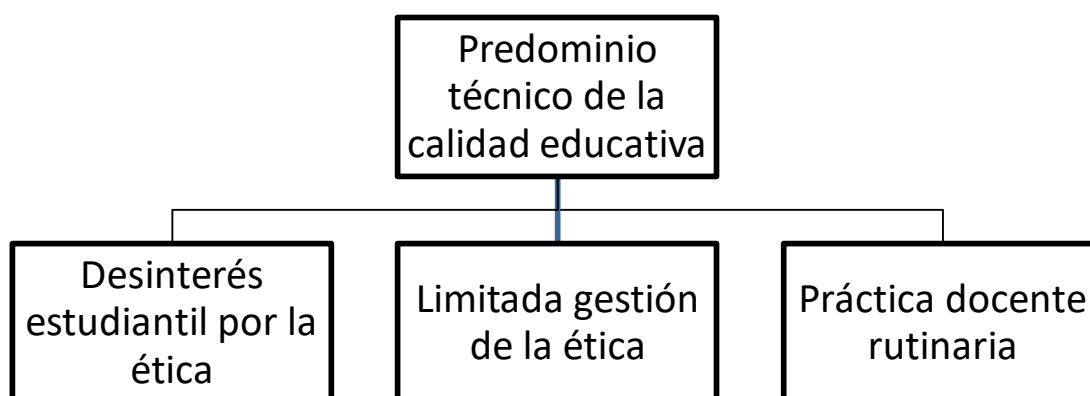 Predominio
técnico de la
calidad educativa
Desinterés
estudiantil por la
ética
Limitada gestión
de la ética
Práctica docente
rutinaria